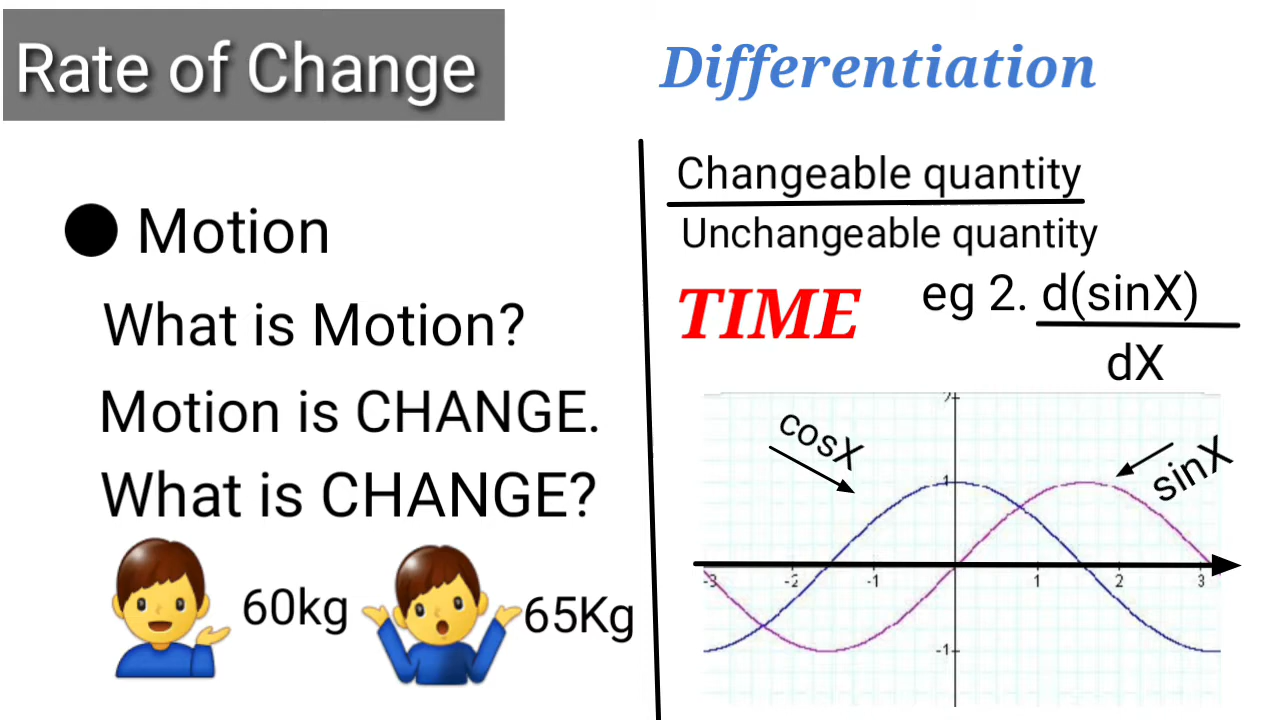 Rate of Change
● Motion
What is Motion?
Motion is CHANGE.
What is CHANGE?
60kg
65Kg
Differentiation
Changeable quantity
Unchangeable quantity
TIME
eg 2. d(sinX)
dX
cosX
sinX
1
-3 -2 -1 1 2 3
-1